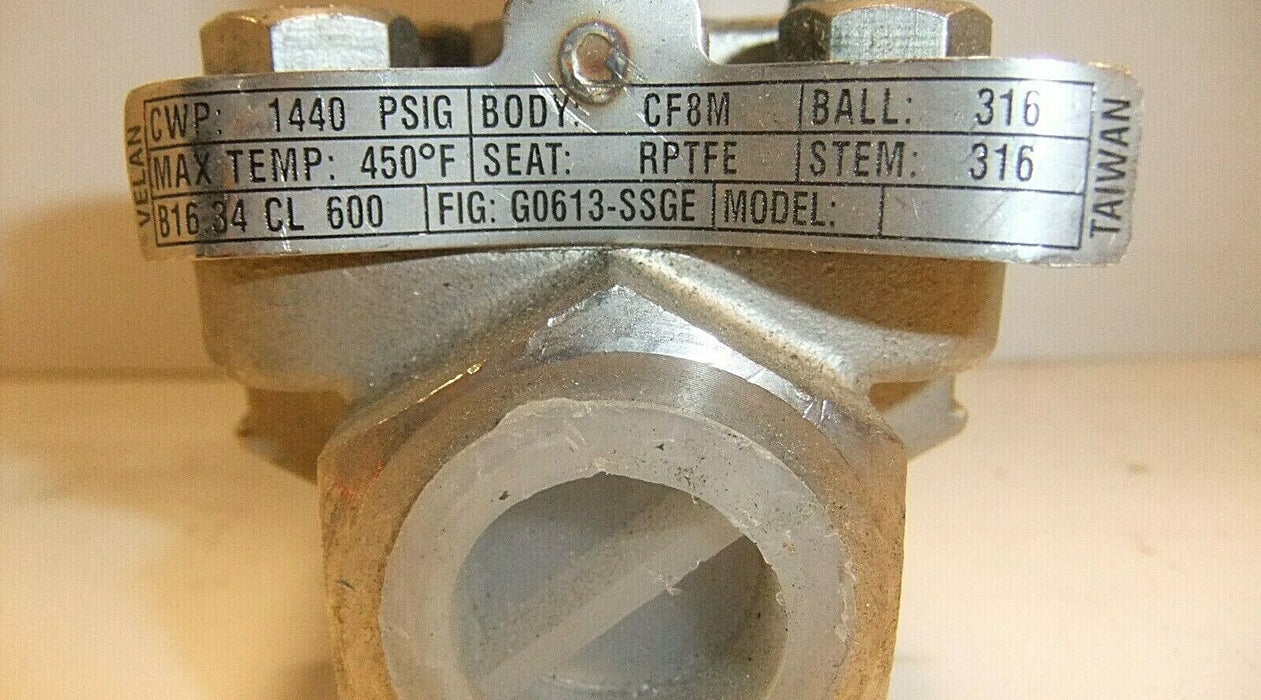 VELAN
CWP: 1440 PSIG BODY: CF8M BALL: 316
MAX TEMP: 450°F SEAT: RPTFE STEM: 316
B16.34 CL 600 FIG: G0613-SSGE MODEL:
TAIWAN